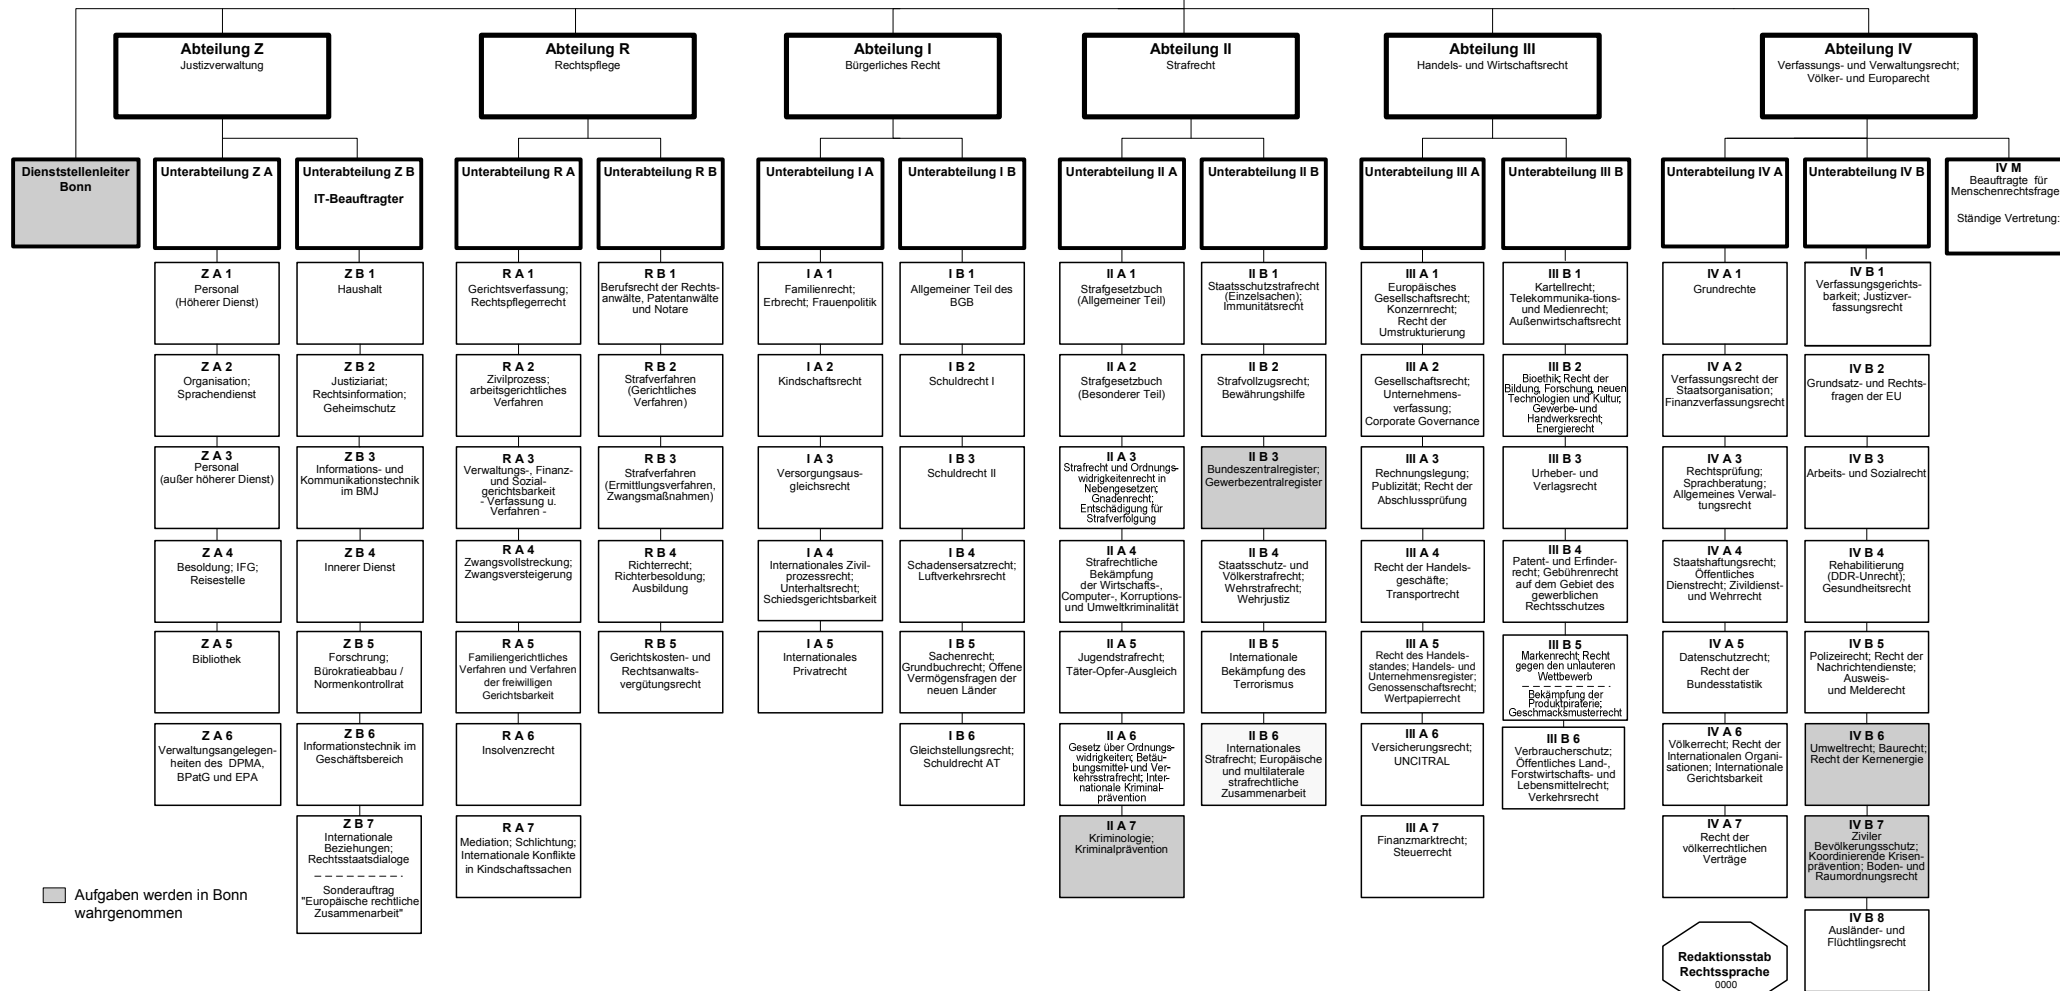 Abteilung Z
Justizverwaltung
Abteilung R
Rechtspflege
Abteilung I
Bürgerliches Recht
Abteilung II
Strafrecht
Abteilung III
Handels- und Wirtschaftsrecht
Abteilung IV
Verfassungs- und Verwaltungsrecht;
Völker- und Europarecht
Dienststellenleiter
Bonn
Unterabteilung Z A
Unterabteilung Z B
IT-Beauftragter
Unterabteilung R A
Unterabteilung R B
Unterabteilung I A
Unterabteilung I B
Unterabteilung II A
Unterabteilung II B
Unterabteilung III A
Unterabteilung III B
Unterabteilung IV A
Unterabteilung IV B
IV M
Beauftragte für
Menschenrechtsfrage
Ständige Vertretung:
Z A 1
Personal
(Höherer Dienst)
Z B 1
Haushalt
R A 1
Gerichtsverfassung;
Rechtspflegerrecht
R B 1
Berufsrecht der Rechts-
anwälte, Patentanwälte
und Notare
I A 1
Familienrecht;
Erbrecht; Frauenpolitik
I B 1
Allgemeiner Teil des
BGB
II A 1
Strafgesetzbuch
(Allgemeiner Teil)
II B 1
Staatsschutzstrafrecht
(Einzelsachen);
Immunitätsrecht
III A 1
Europäisches
Gesellschaftsrecht;
Konzernrecht;
Recht der
Umstrukturierung
III B 1
Kartellrecht;
Telekommunika-tions-
und Medienrecht;
Außenwirtschaftsrecht
IV A 1
Grundrechte
IV B 1
Verfassungsgerichts-
barkeit; Justizver-
fassungsrecht
Z A 2
Organisation;
Sprachendienst
Z B 2
Justiziariat;
Rechtsinformation;
Geheimschutz
R A 2
Zivilprozess;
arbeitsgerichtliches
Verfahren
R B 2
Strafverfahren
(Gerichtliches
Verfahren)
I A 2
Kindschaftsrecht
I B 2
Schuldrecht I
II A 2
Strafgesetzbuch
(Besonderer Teil)
II B 2
Strafvollzugsrecht;
Bewährungshilfe
III A 2
Gesellschaftsrecht;
Unternehmens-
verfassung;
Corporate Governance
III B 2
Bioethik; Recht der
Bildung, Forschung, neuen
Technologien und Kultur;
Gewerbe- und
Handwerksrecht;
Energierecht
IV A 2
Verfassungsrecht der
Staatsorganisation;
Finanzverfassungsrecht
IV B 2
Grundsatz- und Rechts-
fragen der EU
Z A 3
Personal
(außer höherer Dienst)
Z B 3
Informations- und
Kommunikationstechnik
im BMJ
R A 3
Verwaltungs-, Finanz-
und Sozial-
gerichtsbarkeit
- Verfassung u.
Verfahren -
R B 3
Strafverfahren
(Ermittlungsverfahren,
Zwangsmaßnahmen)
I A 3
Versorgungsaus-
gleichsrecht
I B 3
Schuldrecht II
II A 3
Strafrecht und Ordnungs-
widrigkeitenrecht in
Nebengesetzen;
Gnadenrecht;
Entschädigung für
Strafverfolgung
II B 3
Bundeszentralregister;
Gewerbezentralregister
III A 3
Rechnungslegung;
Publizität; Recht der
Abschlussprüfung
III B 3
Urheber- und
Verlagsrecht
IV A 3
Rechtsprüfung;
Sprachberatung;
Allgemeines Verwal-
tungsrecht
IV B 3
Arbeits- und Sozialrecht
Z A 4
Besoldung; IFG;
Reisestelle
Z B 4
Innerer Dienst
R A 4
Zwangsvollstreckung;
Zwangsversteigerung
R B 4
Richterrecht;
Richterbesoldung;
Ausbildung
I A 4
Internationales Zivil-
prozessrecht;
Unterhaltsrecht;
Schiedsgerichtsbarkeit
I B 4
Schadensersatzrecht;
Luftverkehrsrecht
II A 4
Strafrechtliche
Bekämpfung
der Wirtschafts-,
Computer-, Korruptions-
und Umweltkriminalität
II B 4
Staatsschutz- und
Völkerstrafrecht;
Wehrstrafrecht;
Wehrjustiz
III A 4
Recht der Handels-
geschäfte;
Transportrecht
III B 4
Patent- und Erfinder-
recht; Gebührenrecht
auf dem Gebiet des
gewerblichen
Rechtsschutzes
IV A 4
Staatshaftungsrecht;
Öffentliches
Dienstrecht; Zivildienst-
und Wehrrecht
IV B 4
Rehabilitierung
(DDR-Unrecht);
Gesundheitsrecht
Z A 5
Bibliothek
Z B 5
Forschung;
Bürokratieabbau /
Normenkontrollrat
R A 5
Familiengerichtliches
Verfahren und Verfahren
der freiwilligen
Gerichtsbarkeit
R B 5
Gerichtskosten- und
Rechtsanwalts-
vergütungsrecht
I A 5
Internationales
Privatrecht
I B 5
Sachenrecht;
Grundbuchrecht; Offene
Vermögensfragen der
neuen Länder
II A 5
Jugendstrafrecht;
Täter-Opfer-Ausgleich
II B 5
Internationale
Bekämpfung des
Terrorismus
III A 5
Recht des Handels-
standes; Handels- und
Unternehmensregister;
Genossenschaftsrecht;
Wertpapierrecht
III B 5
Markenrecht; Recht
gegen den unlauteren
Wettbewerb
Bekämpfung der
Produktpiraterie;
Geschmacksmusterrecht
IV A 5
Datenschutzrecht;
Recht der
Bundesstatistik
IV B 5
Polizeirecht; Recht der
Nachrichtendienste;
Ausweis-
und Melderecht
Z A 6
Verwaltungsangelegen-
heiten des DPMA,
BPatG und EPA
Z B 6
Informationstechnik im
Geschäftsbereich
R A 6
Insolvenzrecht
I B 6
Gleichstellungsrecht;
Schuldrecht AT
II A 6
Gesetz über Ordnungs-
widrigkeiten; Betäu-
bungsmittel- und Ver-
kehrsstrafrecht; Inter-
nationale Kriminal-
prävention
II B 6
Internationales
Strafrecht; Europäische
und multilaterale
strafrechtliche
Zusammenarbeit
III A 6
Versicherungsrecht;
UNCITRAL
III B 6
Verbraucherschutz;
Öffentliches Land-,
Forstwirtschafts- und
Lebensmittelrecht;
Verkehrsrecht
IV A 6
Völkerrecht; Recht der
Internationalen Organi-
sationen; Internationale
Gerichtsbarkeit
IV B 6
Umweltrecht; Baurecht;
Recht der Kernenergie
Z B 7
Internationale
Beziehungen;
Rechtsstaatsdialoge
Sonderauftrag
"Europäische rechtliche
Zusammenarbeit"
R A 7
Mediation; Schlichtung;
Internationale Konflikte
in Kindschaftssachen
II A 7
Kriminologie;
Kriminalprävention
III A 7
Finanzmarktrecht;
Steuerrecht
IV A 7
Recht der
völkerrechtlichen
Verträge
IV B 7
Ziviler
Bevölkerungsschutz;
Koordinierende Krisen-
prävention; Boden- und
Raumordnungsrecht
Aufgaben werden in Bonn
wahrgenommen
Redaktionsstab
Rechtssprache
0000
IV B 8
Ausländer- und
Flüchtlingsrecht